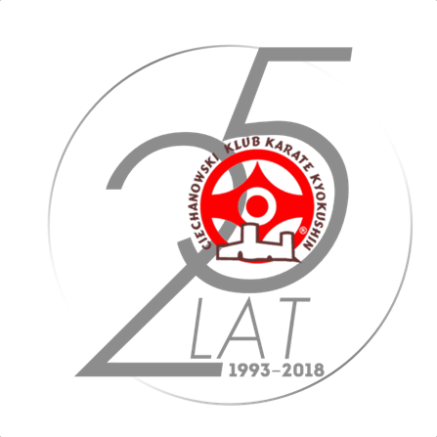 25
CIECHANOWSKI KLUB KARATE KYOKUSHIN ®
LAT
1993-2018